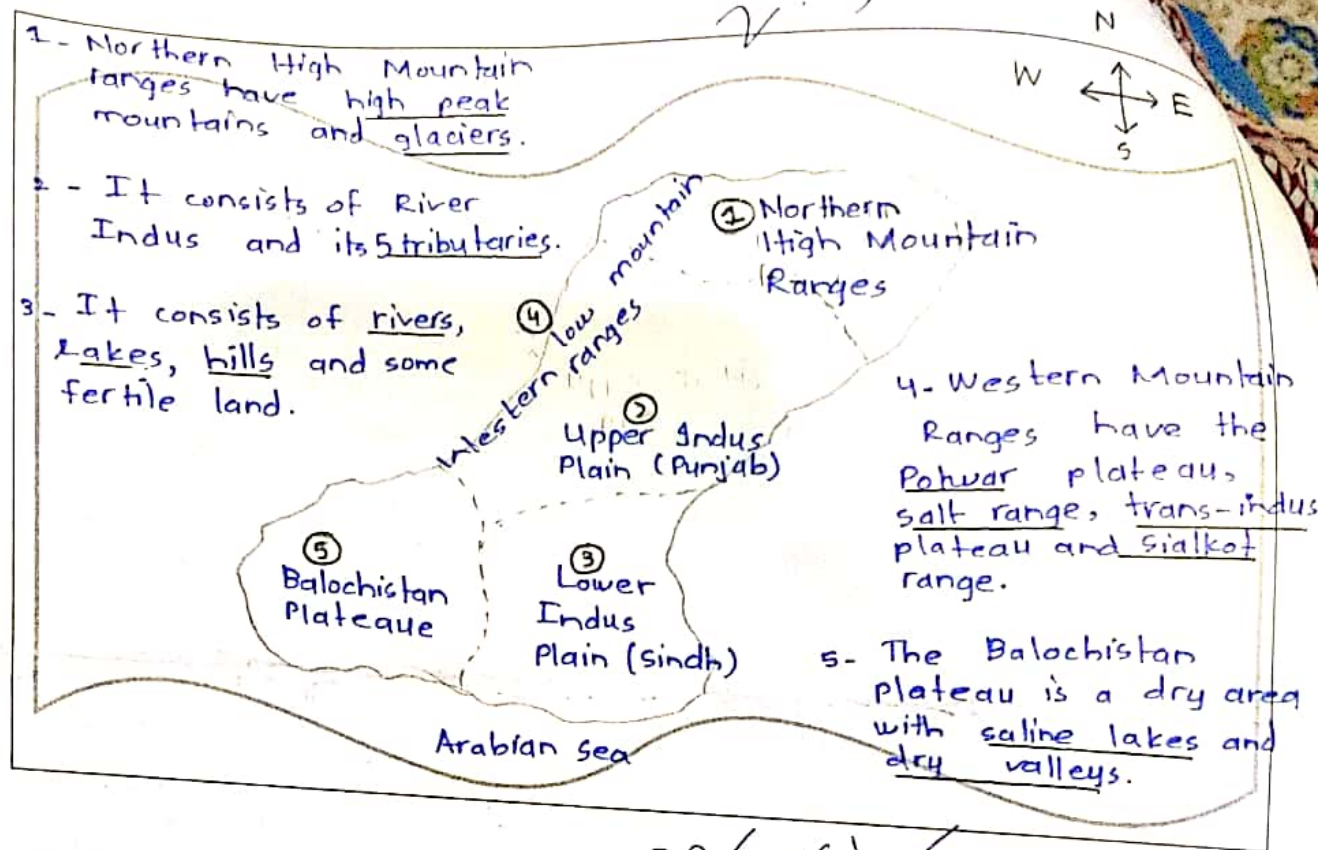 N
W E
S
1 - Northern High Mountain
ranges have high peak
mountains and glaciers.
2 - It consists of River
Indus and its 5 tributaries.
3 - It consists of rivers,
Lakes, hills and some
fertile land.
① Northern
High Mountain
Ranges
④
Western low mountain
ranges
②
Upper Indus
Plain (Punjab)
4 - Western Mountain
Ranges have the
Potwar plateau,
salt range, trans-indus
plateau and Sialkot
range.
⑤
Balochistan
Plateaue
③
Lower
Indus
Plain (Sindh)
5 - The Balochistan
plateau is a dry area
with saline lakes and
dry valleys.
Arabian sea